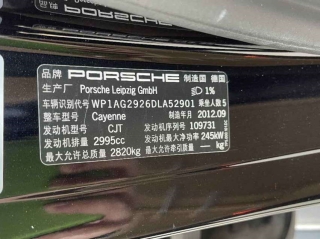 品牌 PORSCHE 制造国 德国
生产厂 Porsche Leipzig GmbH 1%
车辆识别代号 WP1AG2926DLA52901 乘坐人数 5
整车型号 Cayenne 制造年月 2012.09
发动机型号 CJT 发动机序号 109731
发动机排量 2995cc 发动机最大净功率 245kW
最大允许总质量 2820kg 最大允许牵引质量 — kg